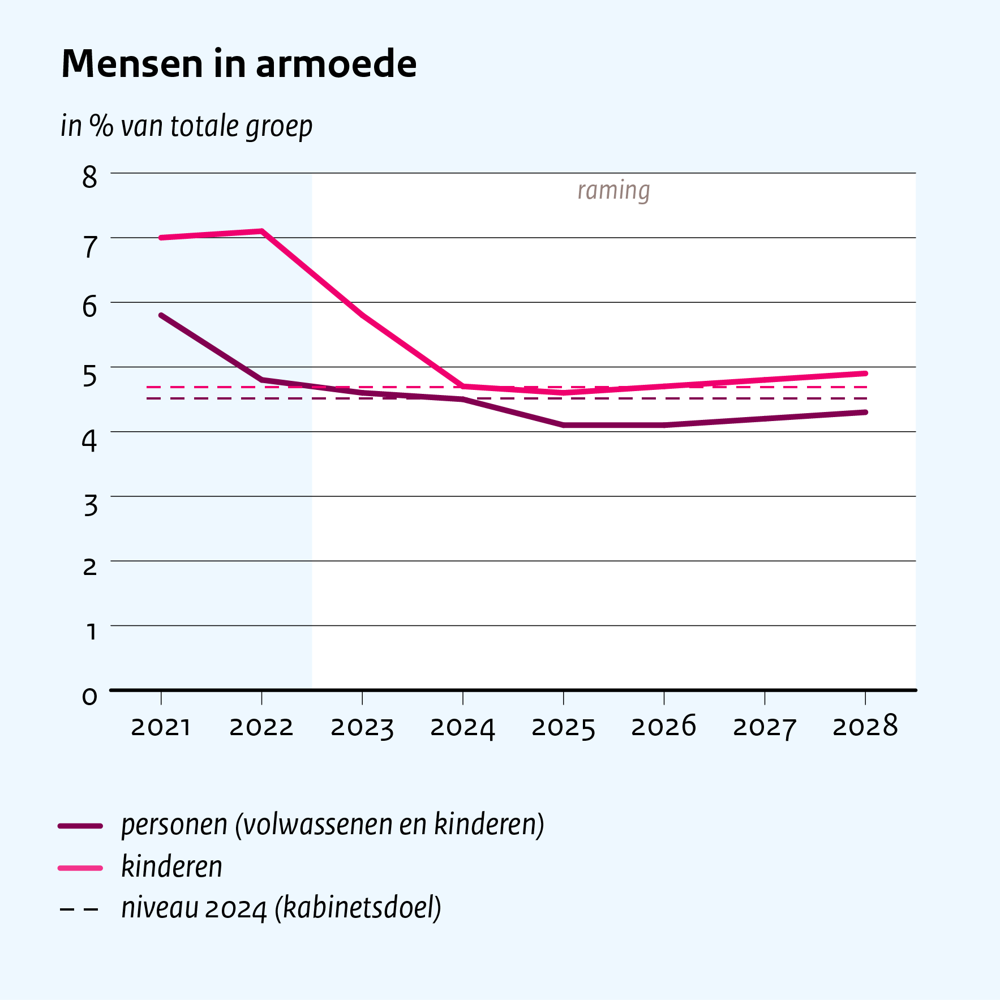 Mensen in armoede
in % van totale groep
8
raming
7
6
5
4
3
2
1
0
2021 2022 2023 2024 2025 2026 2027 2028
personen (volwassenen en kinderen)
kinderen
niveau 2024 (kabinetsdoel)